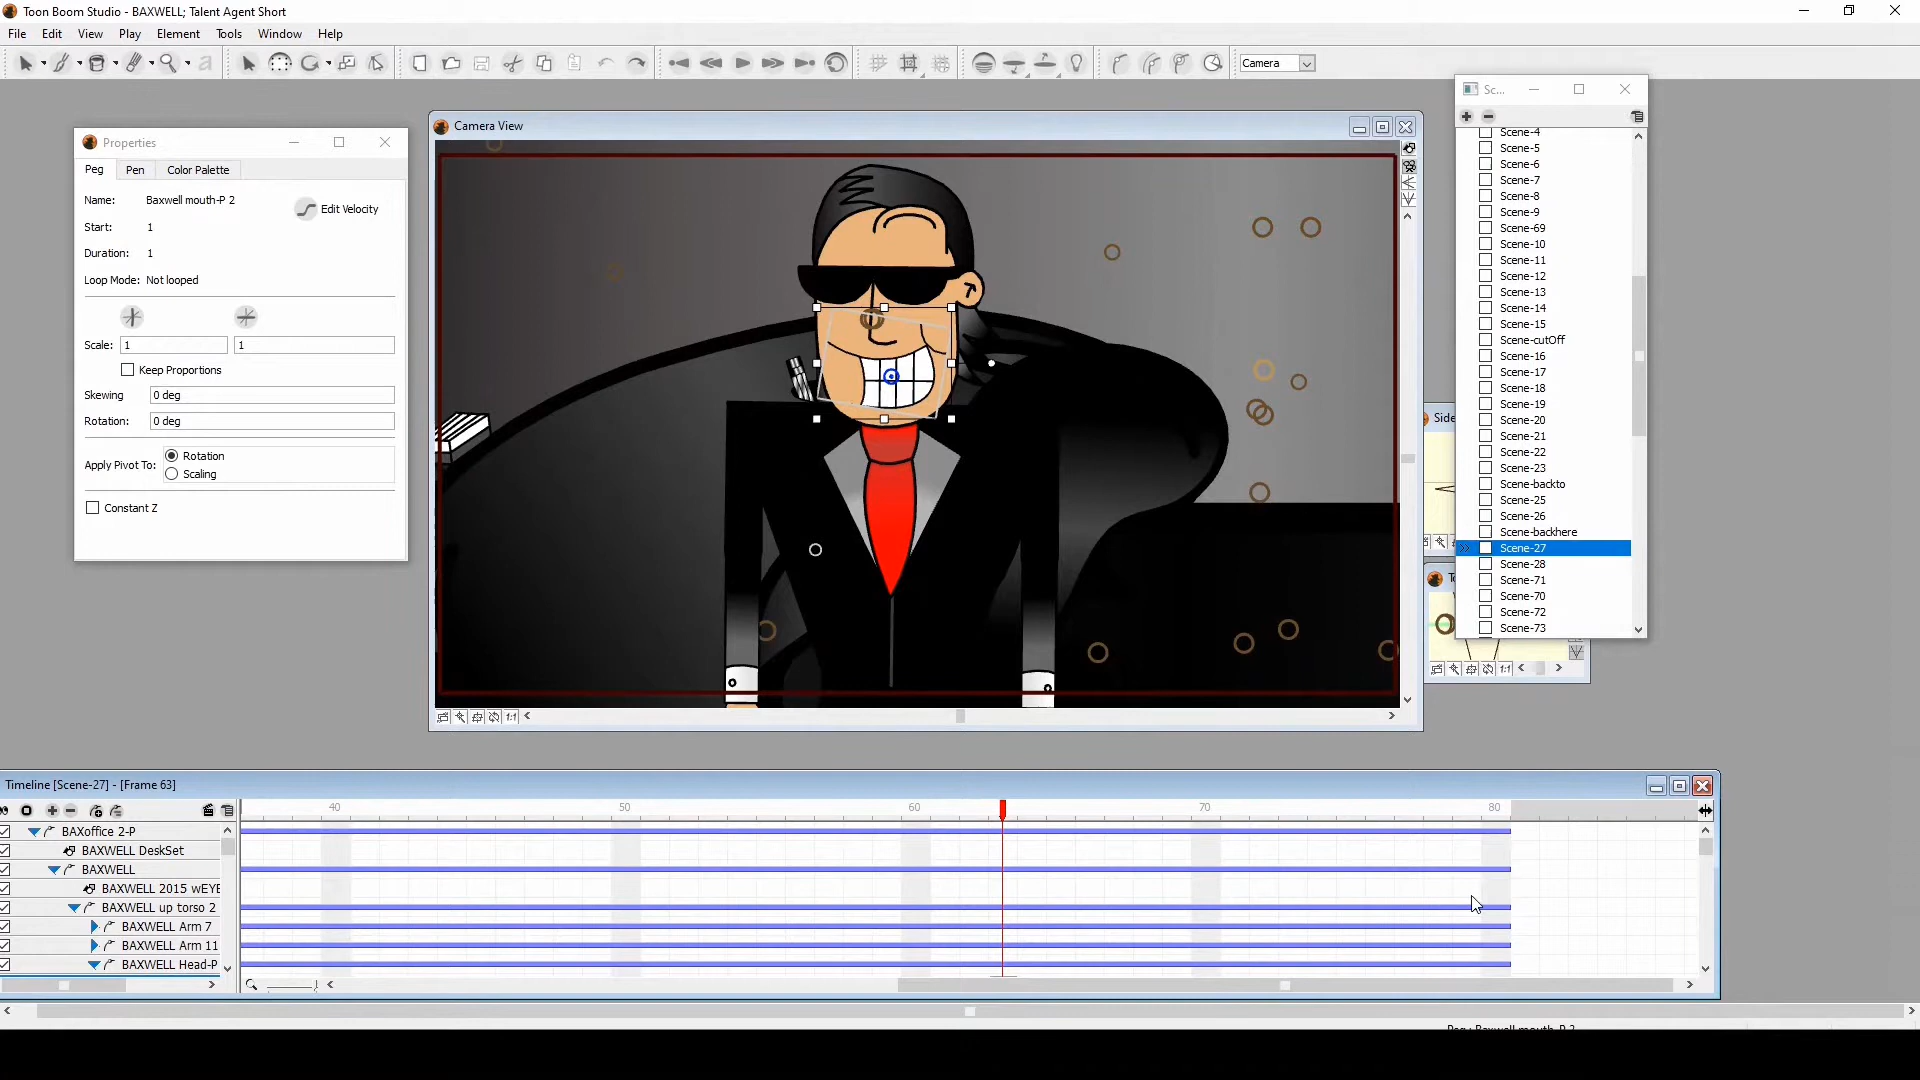 Toon Boom Studio - BAXWELL; Talent Agent Short
File Edit View Play Element Tools Window Help
Camera
Properties
Peg Pen Color Palette
Name: Baxwell mouth-P 2
Edit Velocity
Start: 1
Duration: 1
Loop Mode: Not looped
Scale: 1 1
Keep Proportions
Skewing 0 deg
Rotation: 0 deg
Apply Pivot To: Rotation
Scaling
Constant Z
Camera View
1:1
Sc...
Scene-4
Scene-5
Scene-6
Scene-7
Scene-8
Scene-9
Scene-69
Scene-10
Scene-11
Scene-12
Scene-13
Scene-14
Scene-15
Scene-cutOff
Scene-16
Scene-17
Scene-18
Scene-19
Scene-20
Scene-21
Scene-22
Scene-23
Scene-backto
Scene-25
Scene-26
Scene-backhere
Scene-27
Scene-28
Scene-71
Scene-70
Scene-72
Scene-73
Side
1:1
Timeline [Scene-27] - [Frame 63]
40 50 60 70 80
BAXoffice 2-P
BAXWELL DeskSet
BAXWELL
BAXWELL 2015 wEYE
BAXWELL up torso 2
BAXWELL Arm 7
BAXWELL Arm 11
BAXWELL Head-P